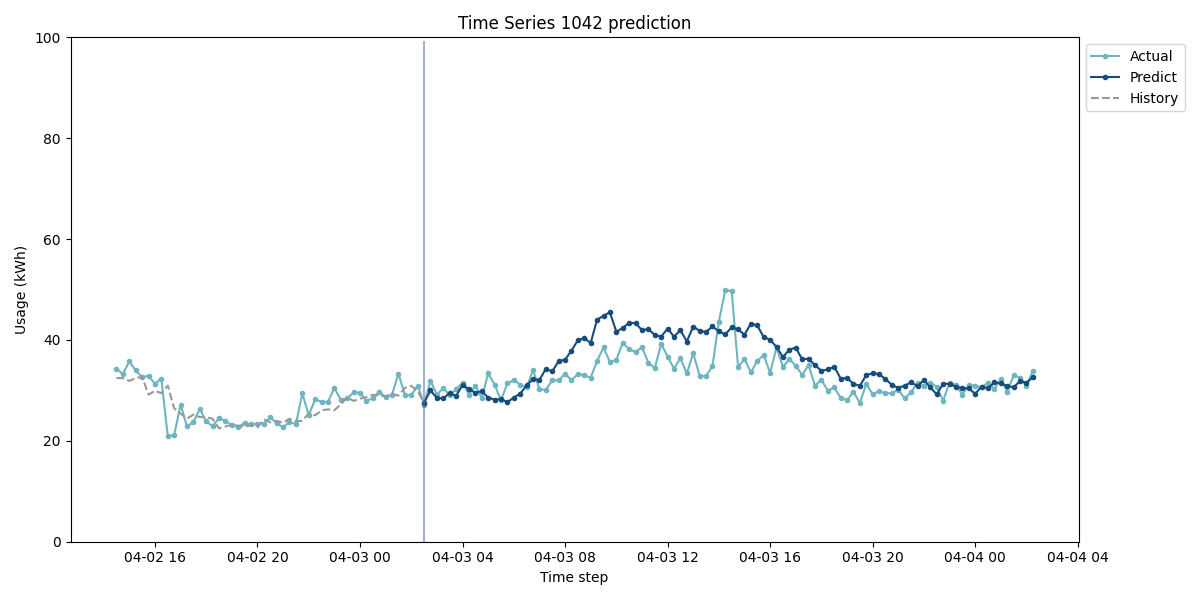 Time Series 1042 prediction
Usage (kWh)
100
80
60
40
20
0
04-02 16
04-02 20
04-03 00
04-03 04
04-03 08
04-03 12
04-03 16
04-03 20
04-04 00
04-04 04
Time step
Actual
Predict
History